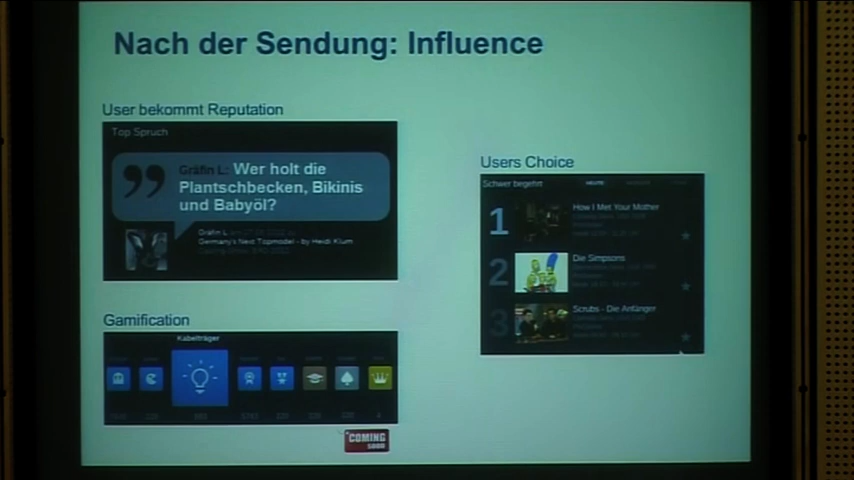 Nach der Sendung: Influence
User bekommt Reputation
Top Spruch
Gräfin L: Wer holt die
Plantschbecken, Bikinis
und Babyöl?
Gräfin L
Germany's Next Topmodel - by Heidi Klum
Gamification
Kabelträger
COMING
SOON
Users Choice
Schwer begehrt
HEUTE
1
How I Met Your Mother
2
Die Simpsons
3
Scrubs - Die Anfänger